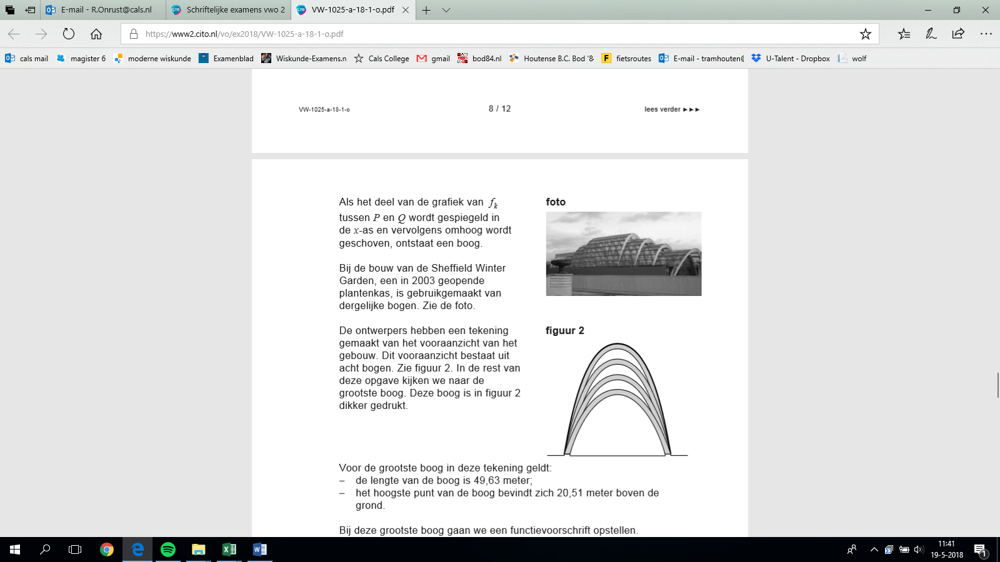 E-mail - R.Onrust@cals.nl
Schriftelijke examens vwo 2
VW-1025-a-18-1-o.pdf
https://www2.cito.nl/vo/ex2018/VW-1025-a-18-1-o.pdf
cals mail
magister 6
moderne wiskunde
Examenblad
Wiskunde-Examens.n
Cals College
gmail
bod84.nl
Houtense B.C. Bod '8
fietsroutes
E-mail - tramhouten@
U-Talent - Dropbox
wolf
VW-1025-a-18-1-o
8 / 12
lees verder ►►►
Als het deel van de grafiek van fk
tussen P en Q wordt gespiegeld in
de x-as en vervolgens omhoog wordt
geschoven, ontstaat een boog.
Bij de bouw van de Sheffield Winter
Garden, een in 2003 geopende
plantenkas, is gebruikgemaakt van
dergelijke bogen. Zie de foto.
De ontwerpers hebben een tekening
gemaakt van het vooraanzicht van het
gebouw. Dit vooraanzicht bestaat uit
acht bogen. Zie figuur 2. In de rest van
deze opgave kijken we naar de
grootste boog. Deze boog is in figuur 2
dikker gedrukt.
foto
figuur 2
Voor de grootste boog in deze tekening geldt:
– de lengte van de boog is 49,63 meter;
– het hoogste punt van de boog bevindt zich 20,51 meter boven de
grond.
Bij deze grootste boog gaan we een functievoorschrift opstellen.
11:41
19-5-2018
1